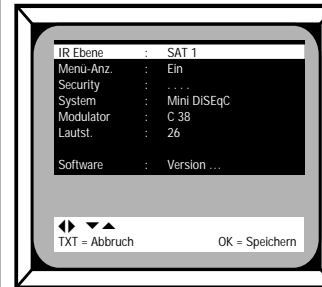 IR Ebene : SAT 1
Menü-Anz. : Ein
Security : . . . .
System : Mini DiSEqC
Modulator : C 38
Lautst. : 26
Software : Version ...
TXT = Abbruch OK = Speichern